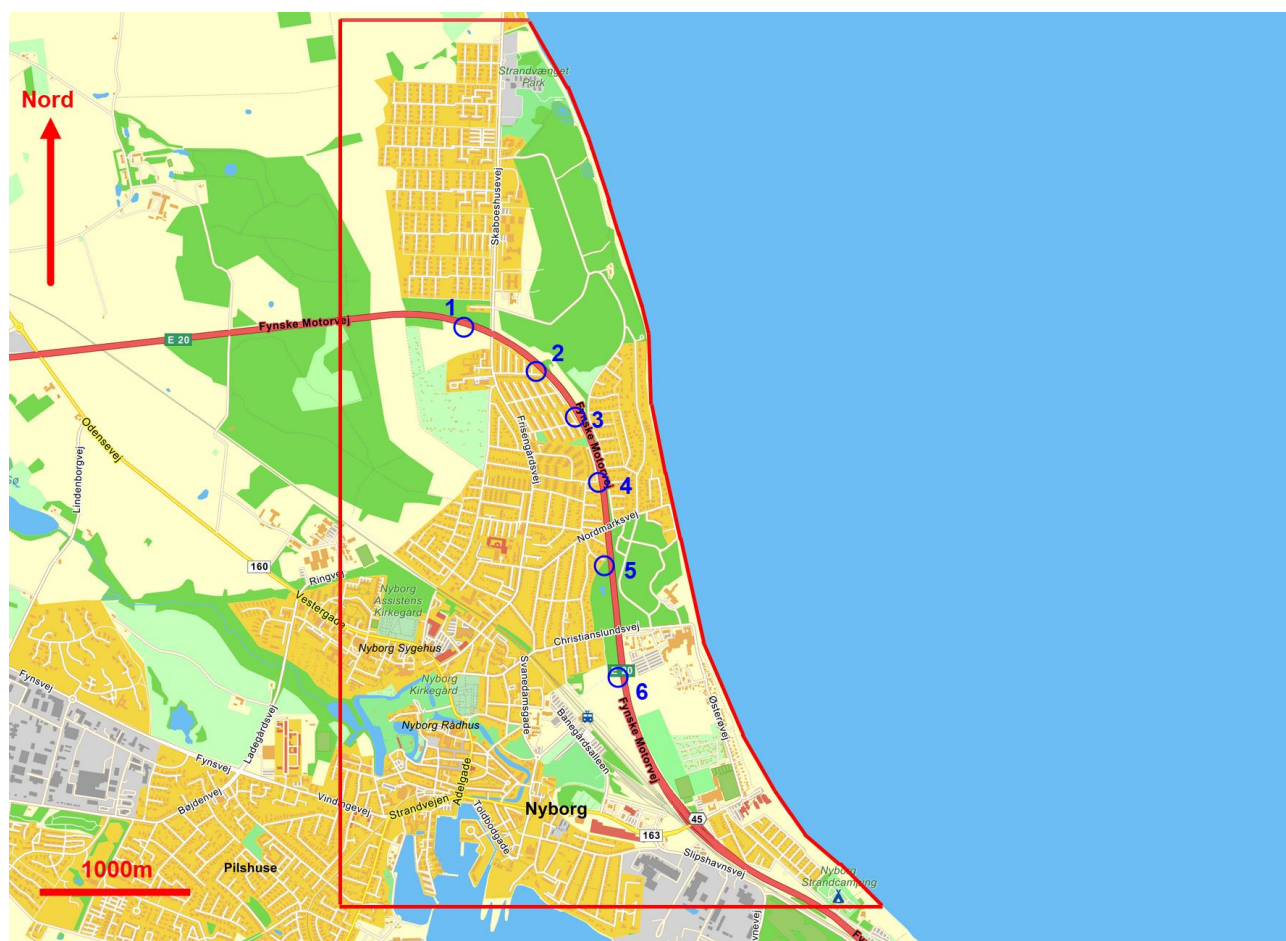 Strandvænget
Park
Nord
Skaboeshusevej
1
Fynske Motorvej
E 20
2
Fynske Motorvej
3
Frisengårdsvej
Odensevej
4
Lindenborgvej
Sø
Nordmarksvej
5
160
Ringvej
Nyborg
Assistens
Kirkegård
Vestergade
Christianslundsvej
Nyborg Sygehus
Svanedamsgade
Nyborg
Kirkegård
6
Fynsvej
Fynske Motorvej
Østerøvej
Banegårdsalleen
Nyborg Rådhus
Ladegårdsvej
Fynsvej
Adelgade
Vindingevej
Strandvejen
Bøjdenvej
Toldbodgade
Nyborg
45
163
Slipshavnsvej
1000m
Pilshuse
Nyborg
Strandcamping